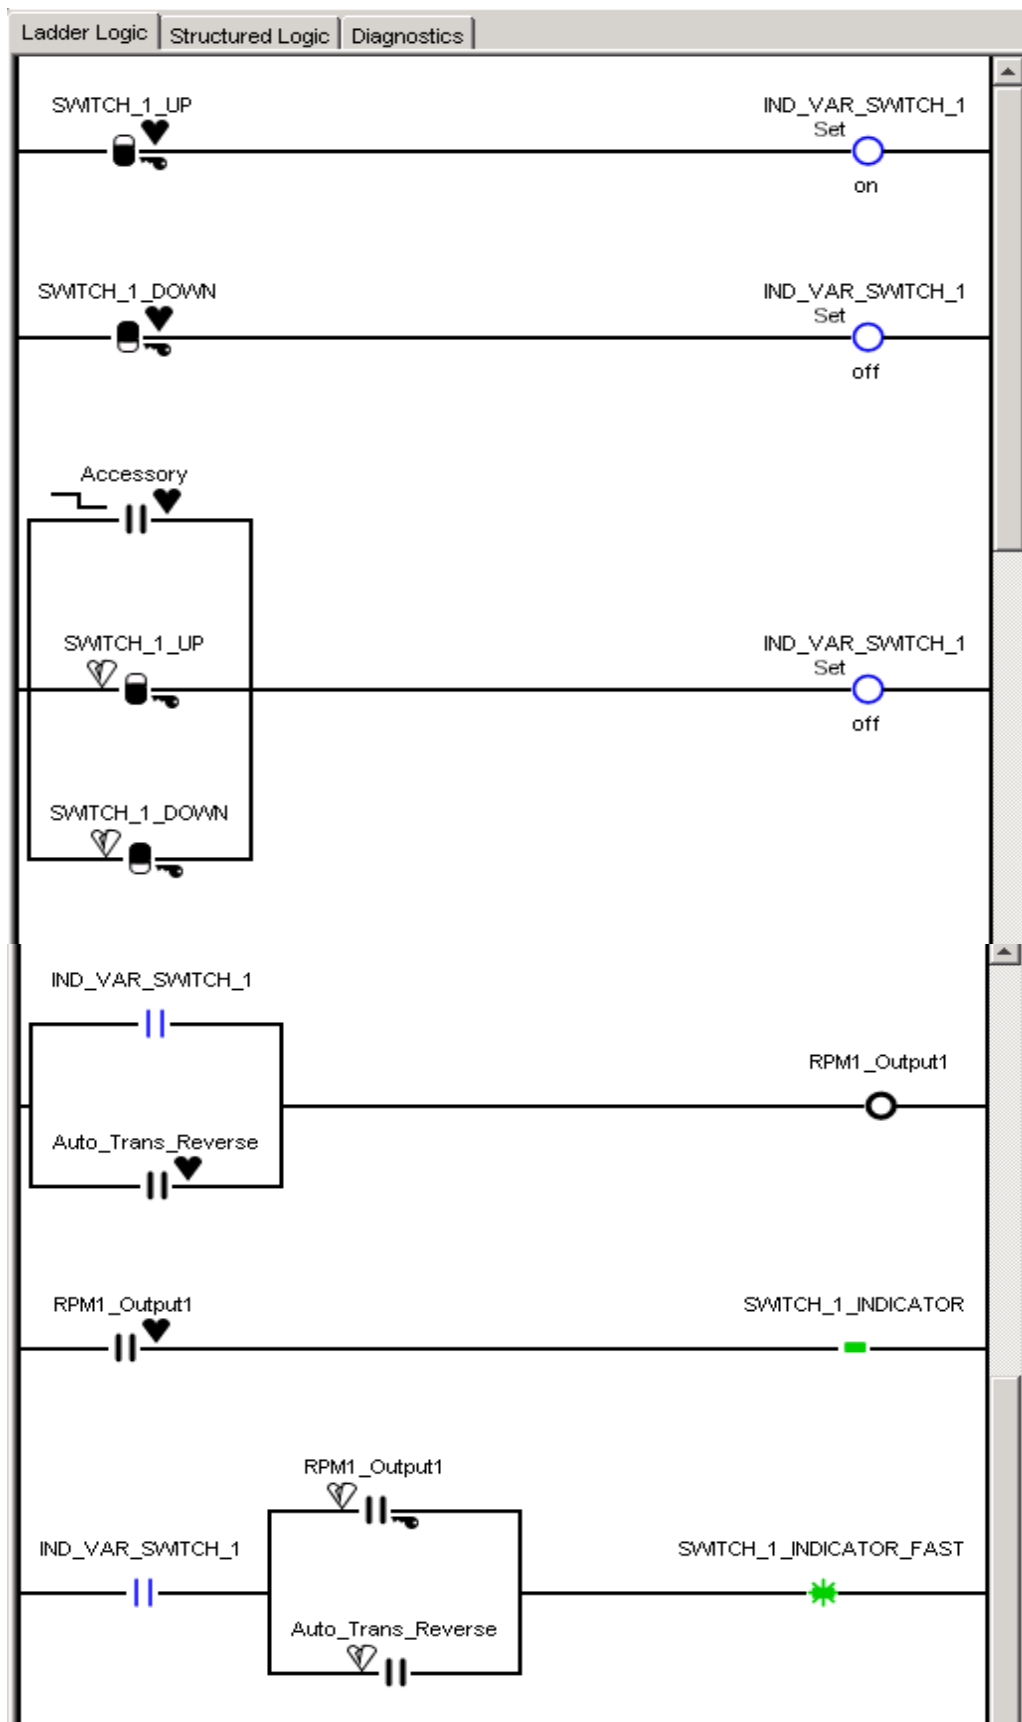 Ladder Logic Structured Logic Diagnostics
SWITCH_1_UP IND_VAR_SWITCH_1
Set
on
SWITCH_1_DOWN IND_VAR_SWITCH_1
Set
off
Accessory
SWITCH_1_UP IND_VAR_SWITCH_1
Set
off
SWITCH_1_DOWN
IND_VAR_SWITCH_1
RPM1_Output1
Auto_Trans_Reverse
RPM1_Output1 SWITCH_1_INDICATOR
RPM1_Output1
IND_VAR_SWITCH_1 SWITCH_1_INDICATOR_FAST
Auto_Trans_Reverse